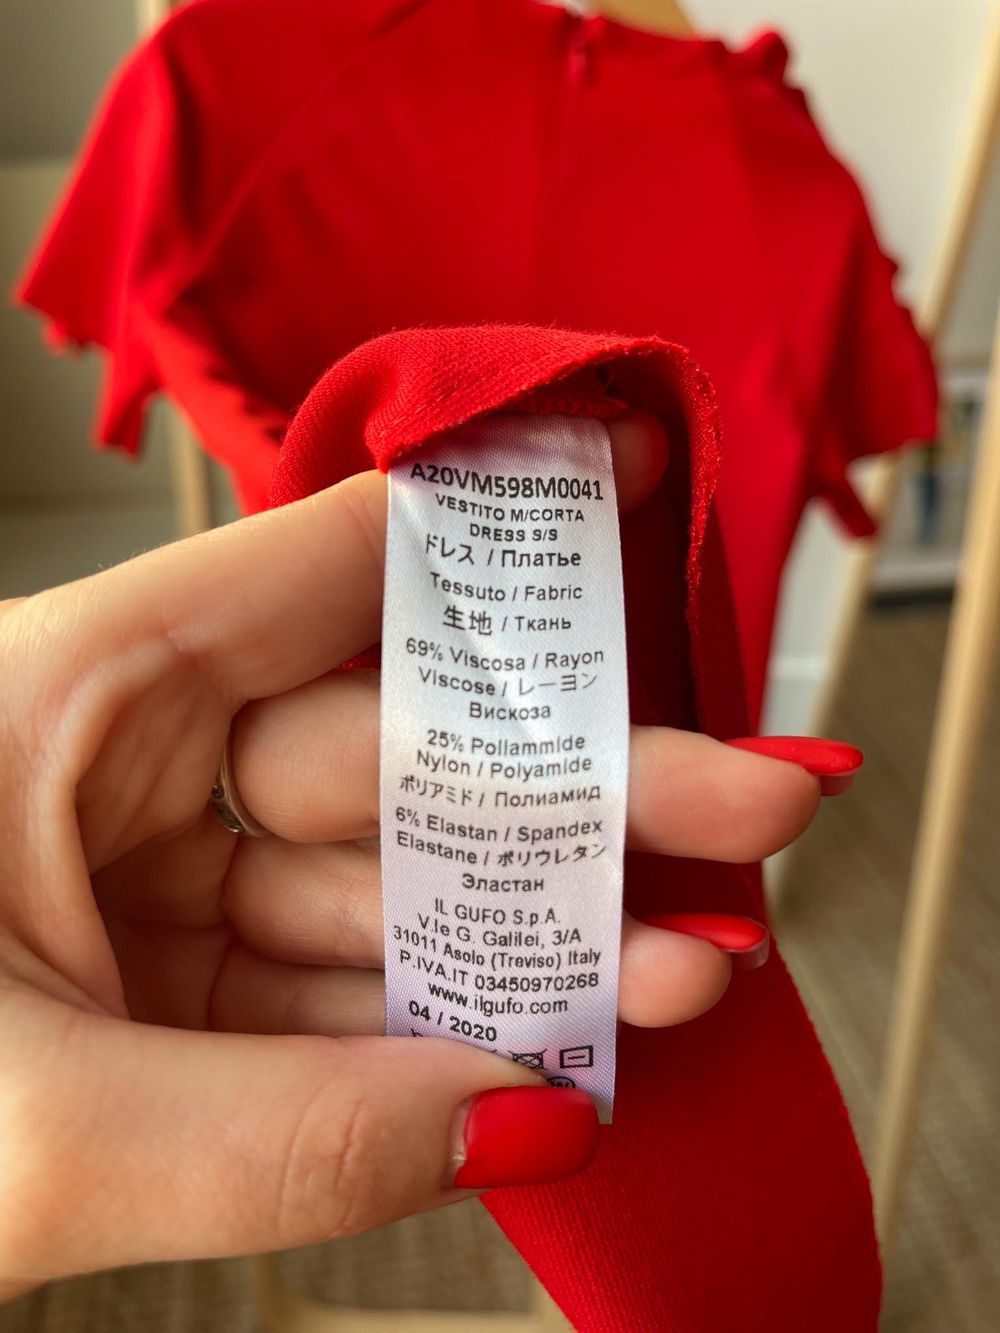 A20VM598M0041
VESTITO M/CORTA
DRESS S/S
ドレス / Платье
Tessuto / Fabric
生地 / Ткань
69% Viscosa / Rayon
Viscose / レーヨン
Вискоза
25% Poliammide
Nylon / Polyamide
ポリアミド / Полиамид
6% Elastan / Spandex
Elastane / ポリウレタン
Эластан
IL GUFO S.p.A.
V.le G. Galilei, 3/A
31011 Asolo (Treviso) Italy
P.IVA.IT 03450970268
www.ilgufo.com
04 / 2020